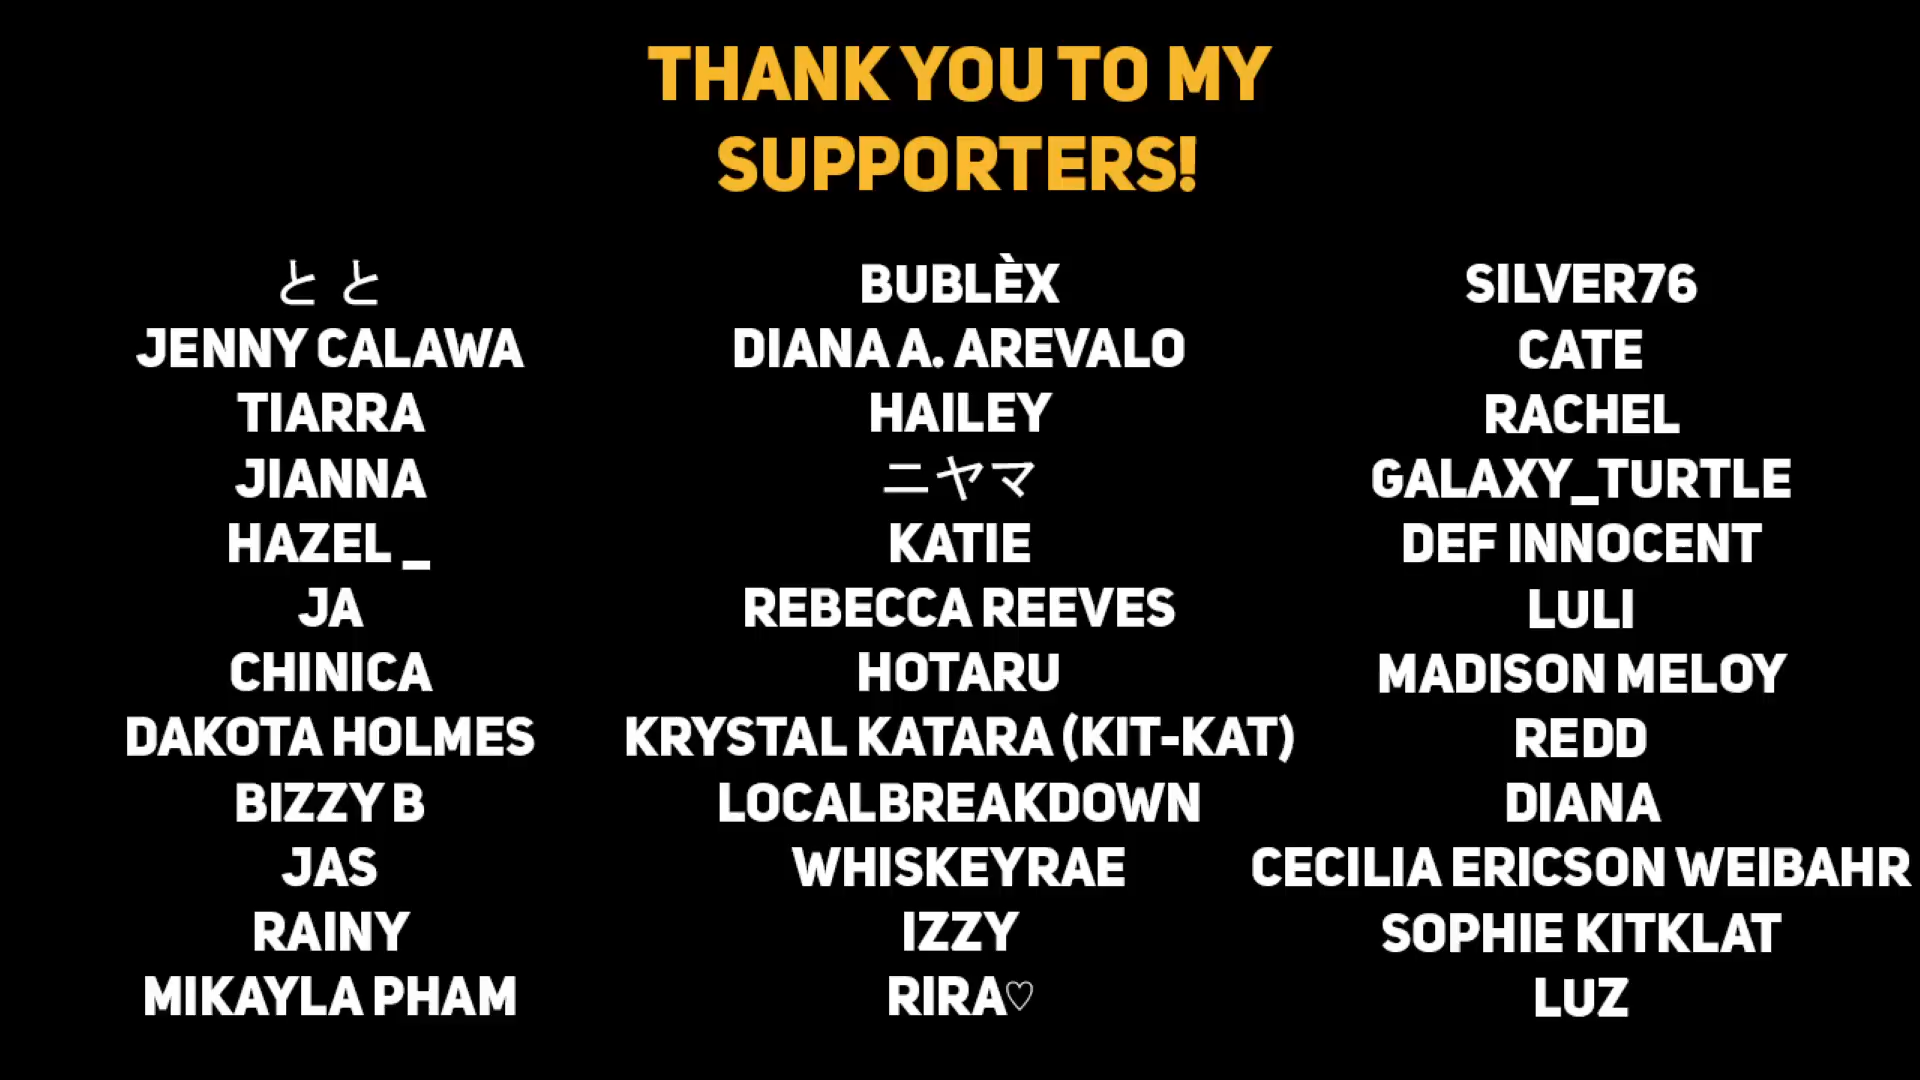 THANK YOU TO MY
SUPPORTERS!
とと
JENNY CALAWA
TIARRA
JIANNA
HAZEL _
JA
CHINICA
DAKOTA HOLMES
BIZZY B
JAS
RAINY
MIKAYLA PHAM
BUBLÈX
DIANA A. AREVALO
HAILEY
ニヤマ
KATIE
REBECCA REEVES
HOTARU
KRYSTAL KATARA (KIT-KAT)
LOCALBREAKDOWN
WHISKEYRAE
IZZY
RIRA♡
SILVER76
CATE
RACHEL
GALAXY_TURTLE
DEF INNOCENT
LULI
MADISON MELOY
REDD
DIANA
CECILIA ERICSON WEIBAHR
SOPHIE KITKLAT
LUZ